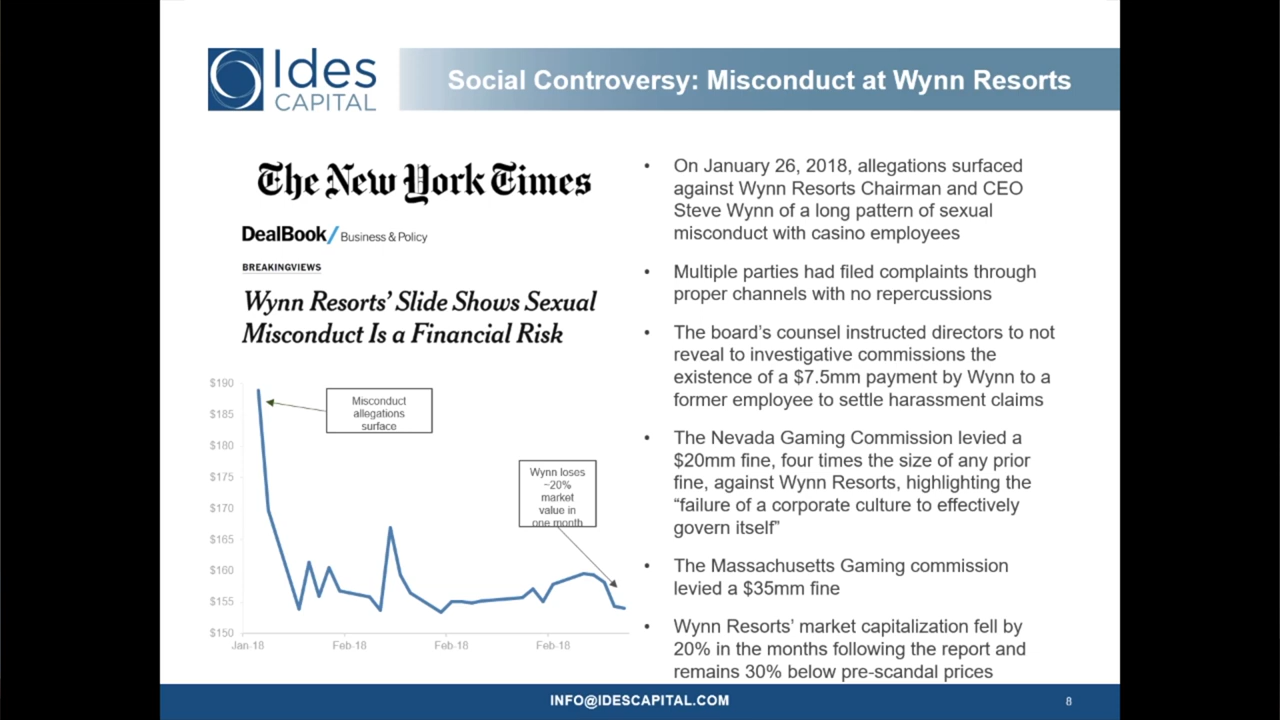 Ides
CAPITAL
Social Controversy: Misconduct at Wynn Resorts
The New York Times
DealBook/ Business & Policy
BREAKINGVIEWS
Wynn Resorts’ Slide Shows Sexual
Misconduct Is a Financial Risk
$190
$185
$180
$175
$170
$165
$160
$155
$150
Jan-18
Feb-18
Feb-18
Feb-18
Misconduct
allegations
surface
Wynn loses
~20%
market
value in
one month
• On January 26, 2018, allegations surfaced
against Wynn Resorts Chairman and CEO
Steve Wynn of a long pattern of sexual
misconduct with casino employees
• Multiple parties had filed complaints through
proper channels with no repercussions
• The board’s counsel instructed directors to not
reveal to investigative commissions the
existence of a $7.5mm payment by Wynn to a
former employee to settle harassment claims
• The Nevada Gaming Commission levied a
$20mm fine, four times the size of any prior
fine, against Wynn Resorts, highlighting the
“failure of a corporate culture to effectively
govern itself”
• The Massachusetts Gaming commission
levied a $35mm fine
• Wynn Resorts’ market capitalization fell by
20% in the months following the report and
remains 30% below pre-scandal prices
INFO@IDESCAPITAL.COM
8